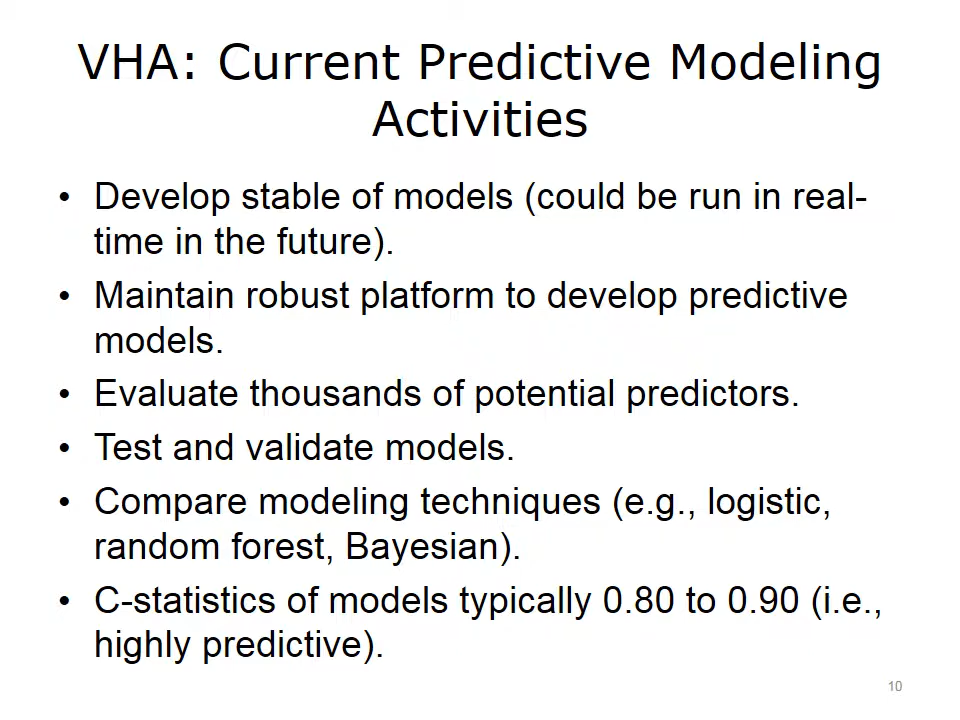 VHA: Current Predictive Modeling
Activities
• Develop stable of models (could be run in real-
time in the future).
• Maintain robust platform to develop predictive
models.
• Evaluate thousands of potential predictors.
• Test and validate models.
• Compare modeling techniques (e.g., logistic,
random forest, Bayesian).
• C-statistics of models typically 0.80 to 0.90 (i.e.,
highly predictive).
10